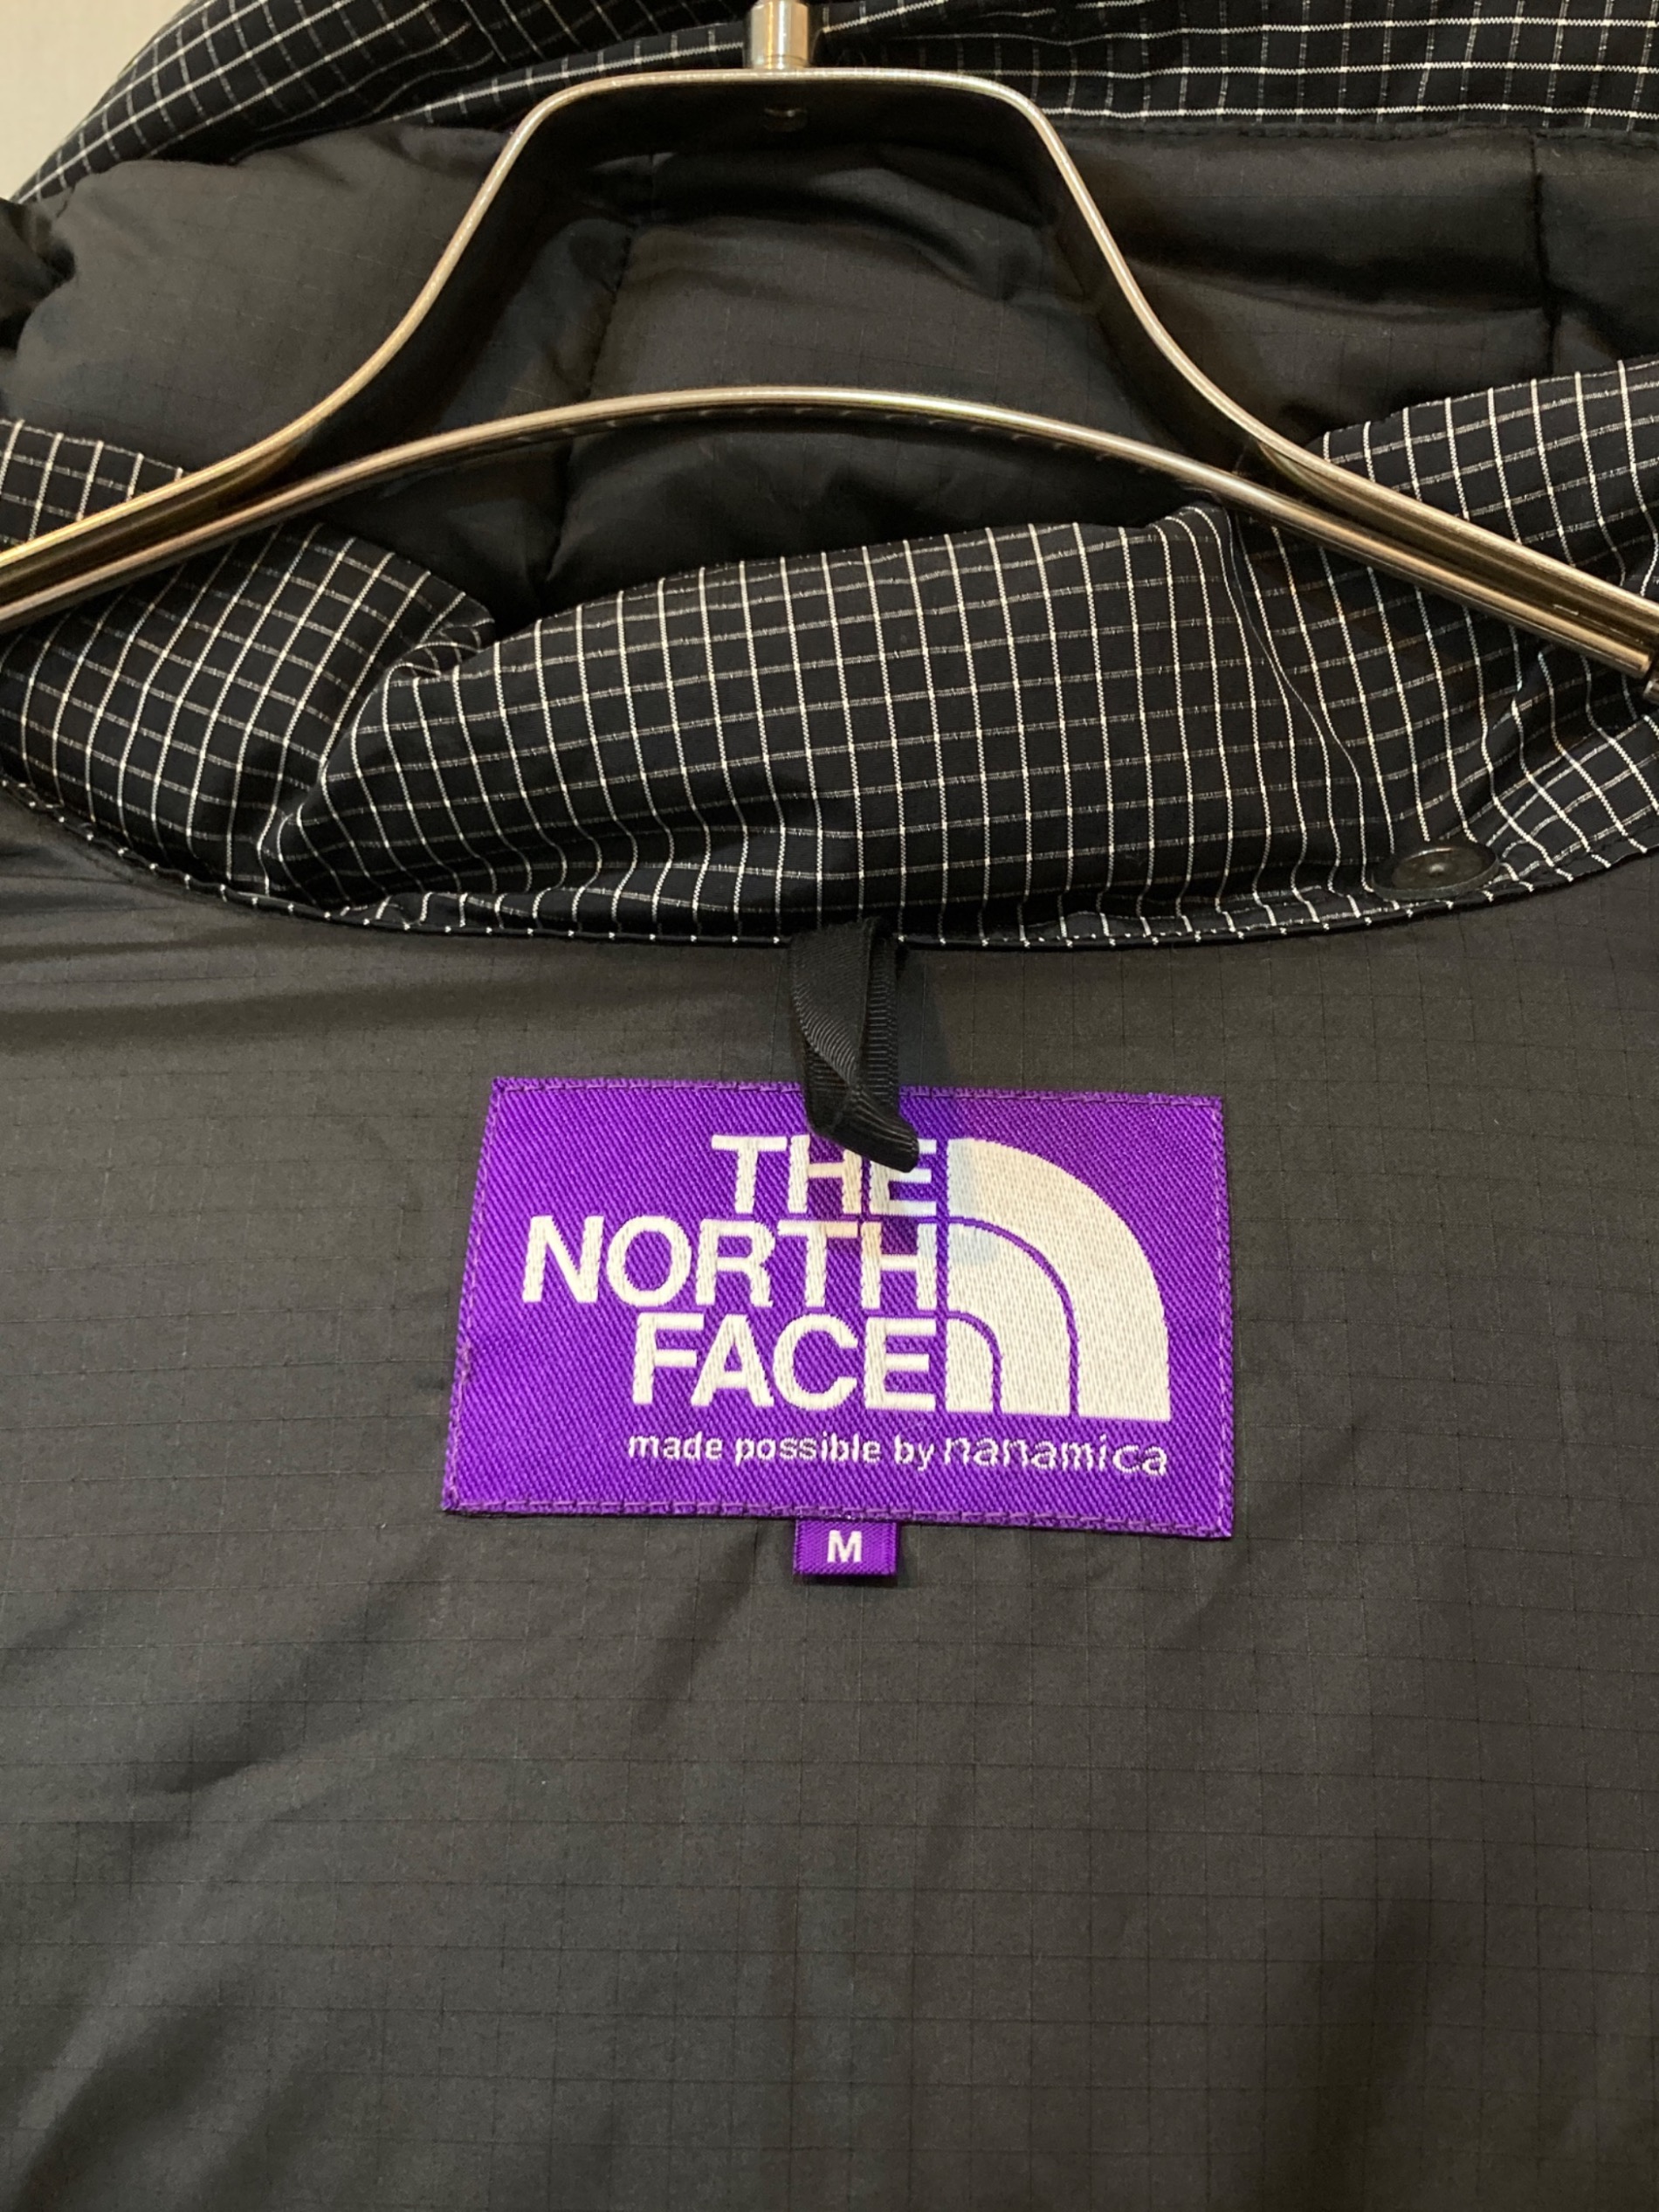 THE
NORTH
FACE
made possible by nanamica
M